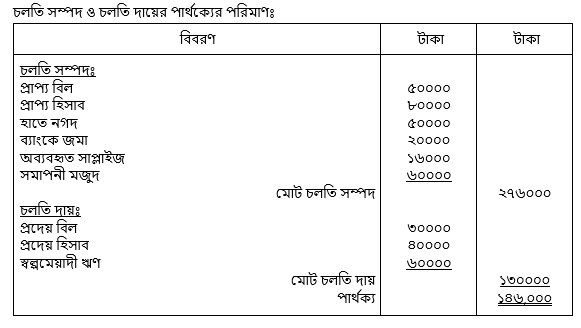 চলতি সম্পদ ও চলতি দায়ের পার্থক্যের পরিমাণঃ
বিবরণ টাকা টাকা
চলতি সম্পদঃ
প্রাপ্য বিল ৫০০০০
প্রাপ্য হিসাব ৮০০০০
হাতে নগদ ৫০০০০
ব্যাংকে জমা ২০০০০
অব্যবহৃত সাপ্লাইজ ১৬০০০
সমাপনী মজুদ ৬০০০০
মোট চলতি সম্পদ ২৭৬০০০
চলতি দায়ঃ
প্রদেয় বিল ৩০০০০
প্রদেয় হিসাব ৪০০০০
স্বল্পমেয়াদী ঋণ ৬০০০০
মোট চলতি দায় ১৩০০০০
পার্থক্য ১৪৬,০০০